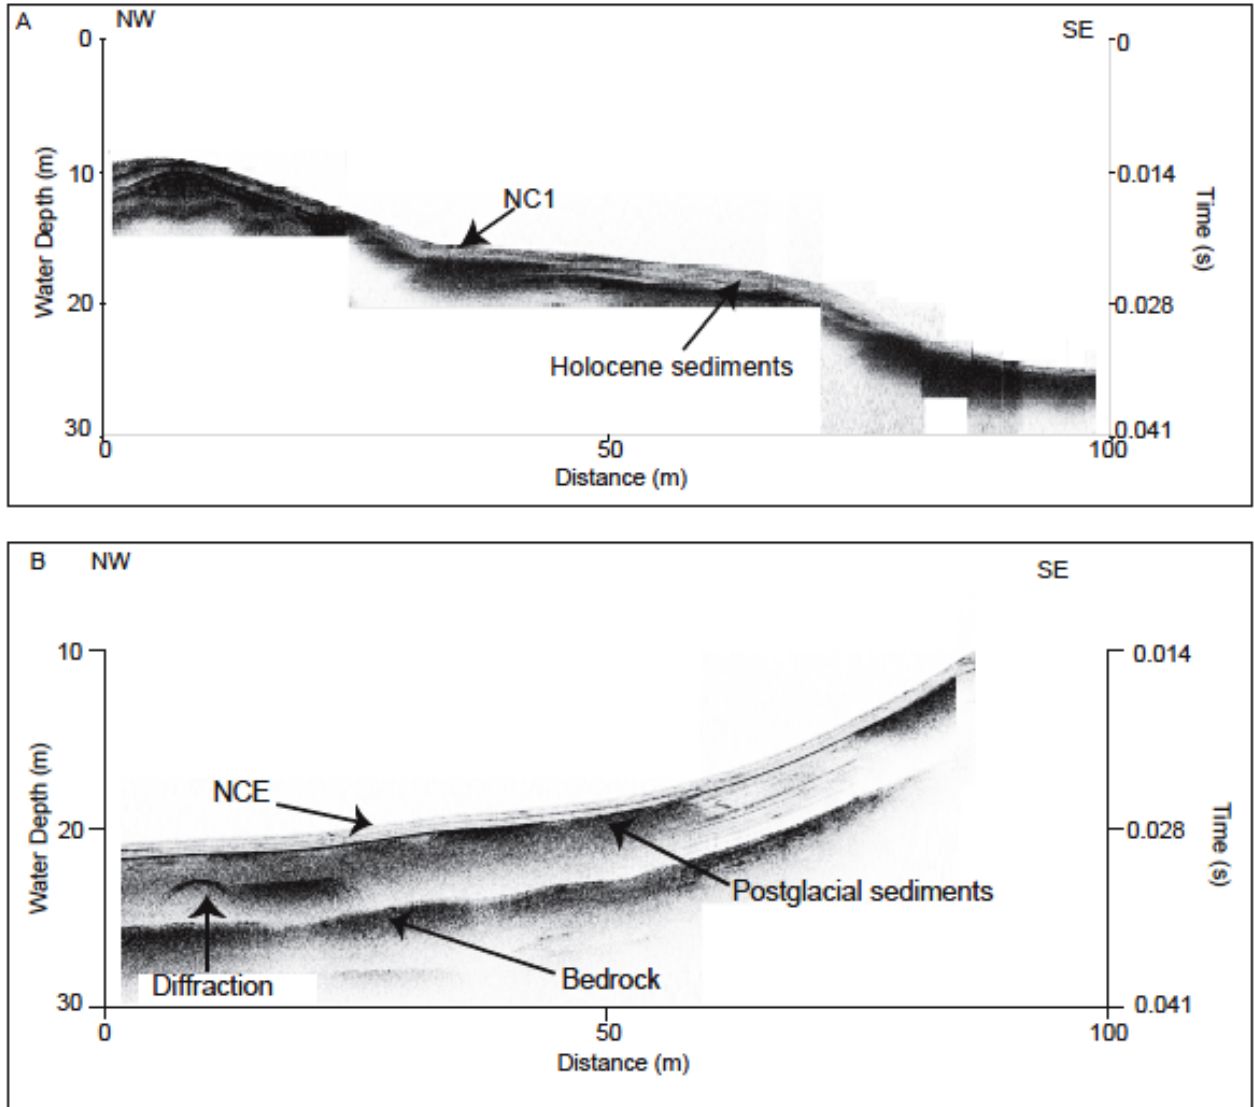 A
NW
SE
0
0
10
0.014
NC1
20
0.028
Holocene sediments
30
0.041
0
50
100
Water Depth (m)
Time (s)
Distance (m)
B
NW
SE
10
0.014
NCE
20
0.028
Postglacial sediments
Bedrock
Diffraction
30
0.041
0
50
100
Water Depth (m)
Time (s)
Distance (m)